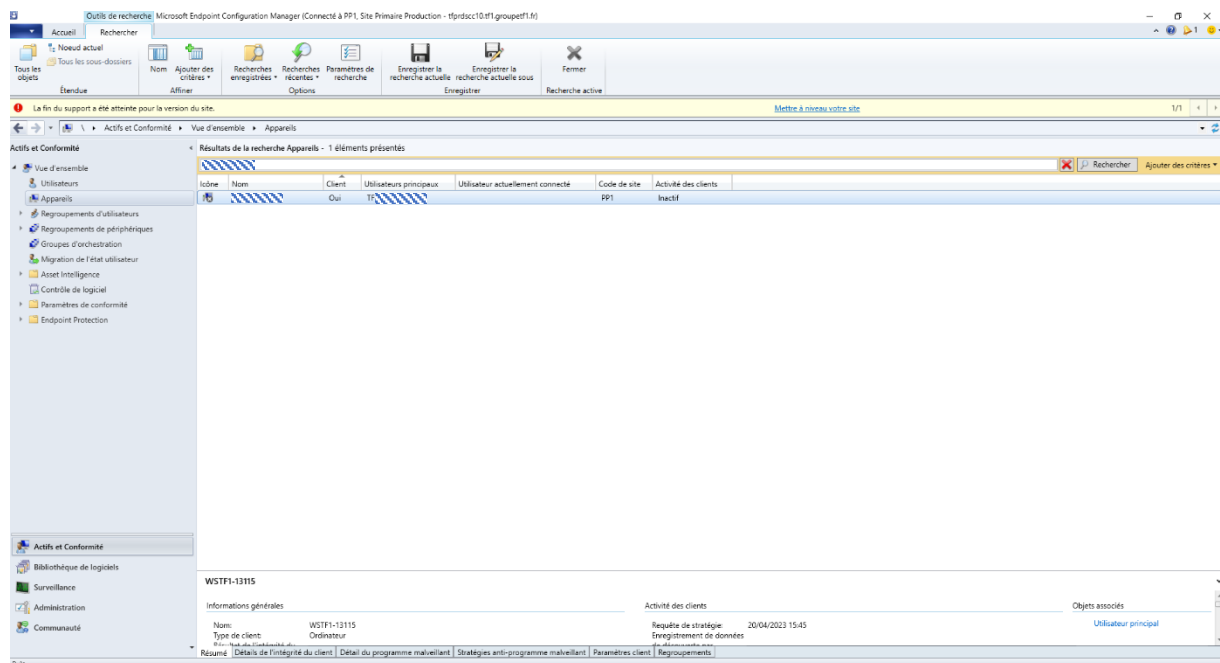 Outils de recherche Microsoft Endpoint Configuration Manager (Connecté à PP1, Site Primaire Production - tfprdscc10.tf1.groupetf1.fr)
Accueil Rechercher
Tous les objets
Noeud actuel
Tous les sous-dossiers
Nom
Ajouter des critères
Recherches enregistrées
Recherches récentes
Paramètres de recherche
Enregistrer la recherche actuelle
Enregistrer la recherche actuelle sous
Fermer
Étendue Affiner Options Enregistrer Recherche active
La fin du support a été atteinte pour la version du site. Mettre à niveau votre site 1/1
\ Actifs et Conformité Vue d'ensemble Appareils
Actifs et Conformité
Vue d'ensemble
Utilisateurs
Appareils
Regroupements d'utilisateurs
Regroupements de périphériques
Groupes d'orchestration
Migration de l'état utilisateur
Asset Intelligence
Contrôle de logiciel
Paramètres de conformité
Endpoint Protection
Actifs et Conformité
Bibliothèque de logiciels
Surveillance
Administration
Communauté
Résultats de la recherche Appareils - 1 éléments présentés
Rechercher Ajouter des critères
Icône Nom Client Utilisateurs principaux Utilisateur actuellement connecté Code de site Activité des clients
Oui TF PP1 Inactif
WSTF1-13115
Informations générales Activité des clients Objets associés
Nom: WSTF1-13115 Requête de stratégie: 20/04/2023 15:45 Utilisateur principal
Type de client: Ordinateur Enregistrement de données
Résumé Détails de l'intégrité du client Détail du programme malveillant Stratégies anti-programme malveillant Paramètres client Regroupements